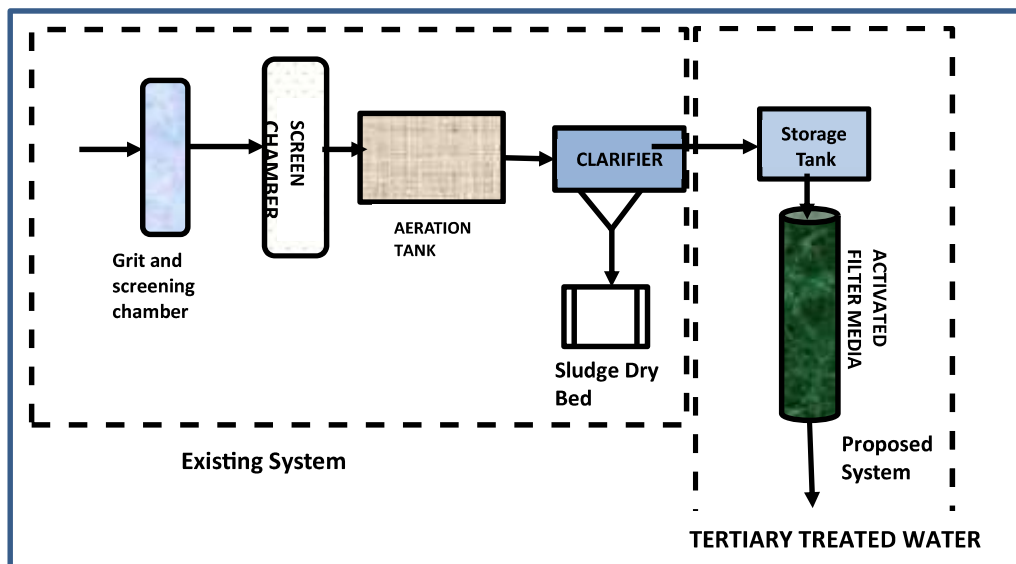 Grit and
screening
chamber
SCREEN
CHAMBER
AERATION
TANK
CLARIFIER
Sludge Dry
Bed
Existing System
Storage
Tank
ACTIVATED
FILTER MEDIA
Proposed
System
TERTIARY TREATED WATER